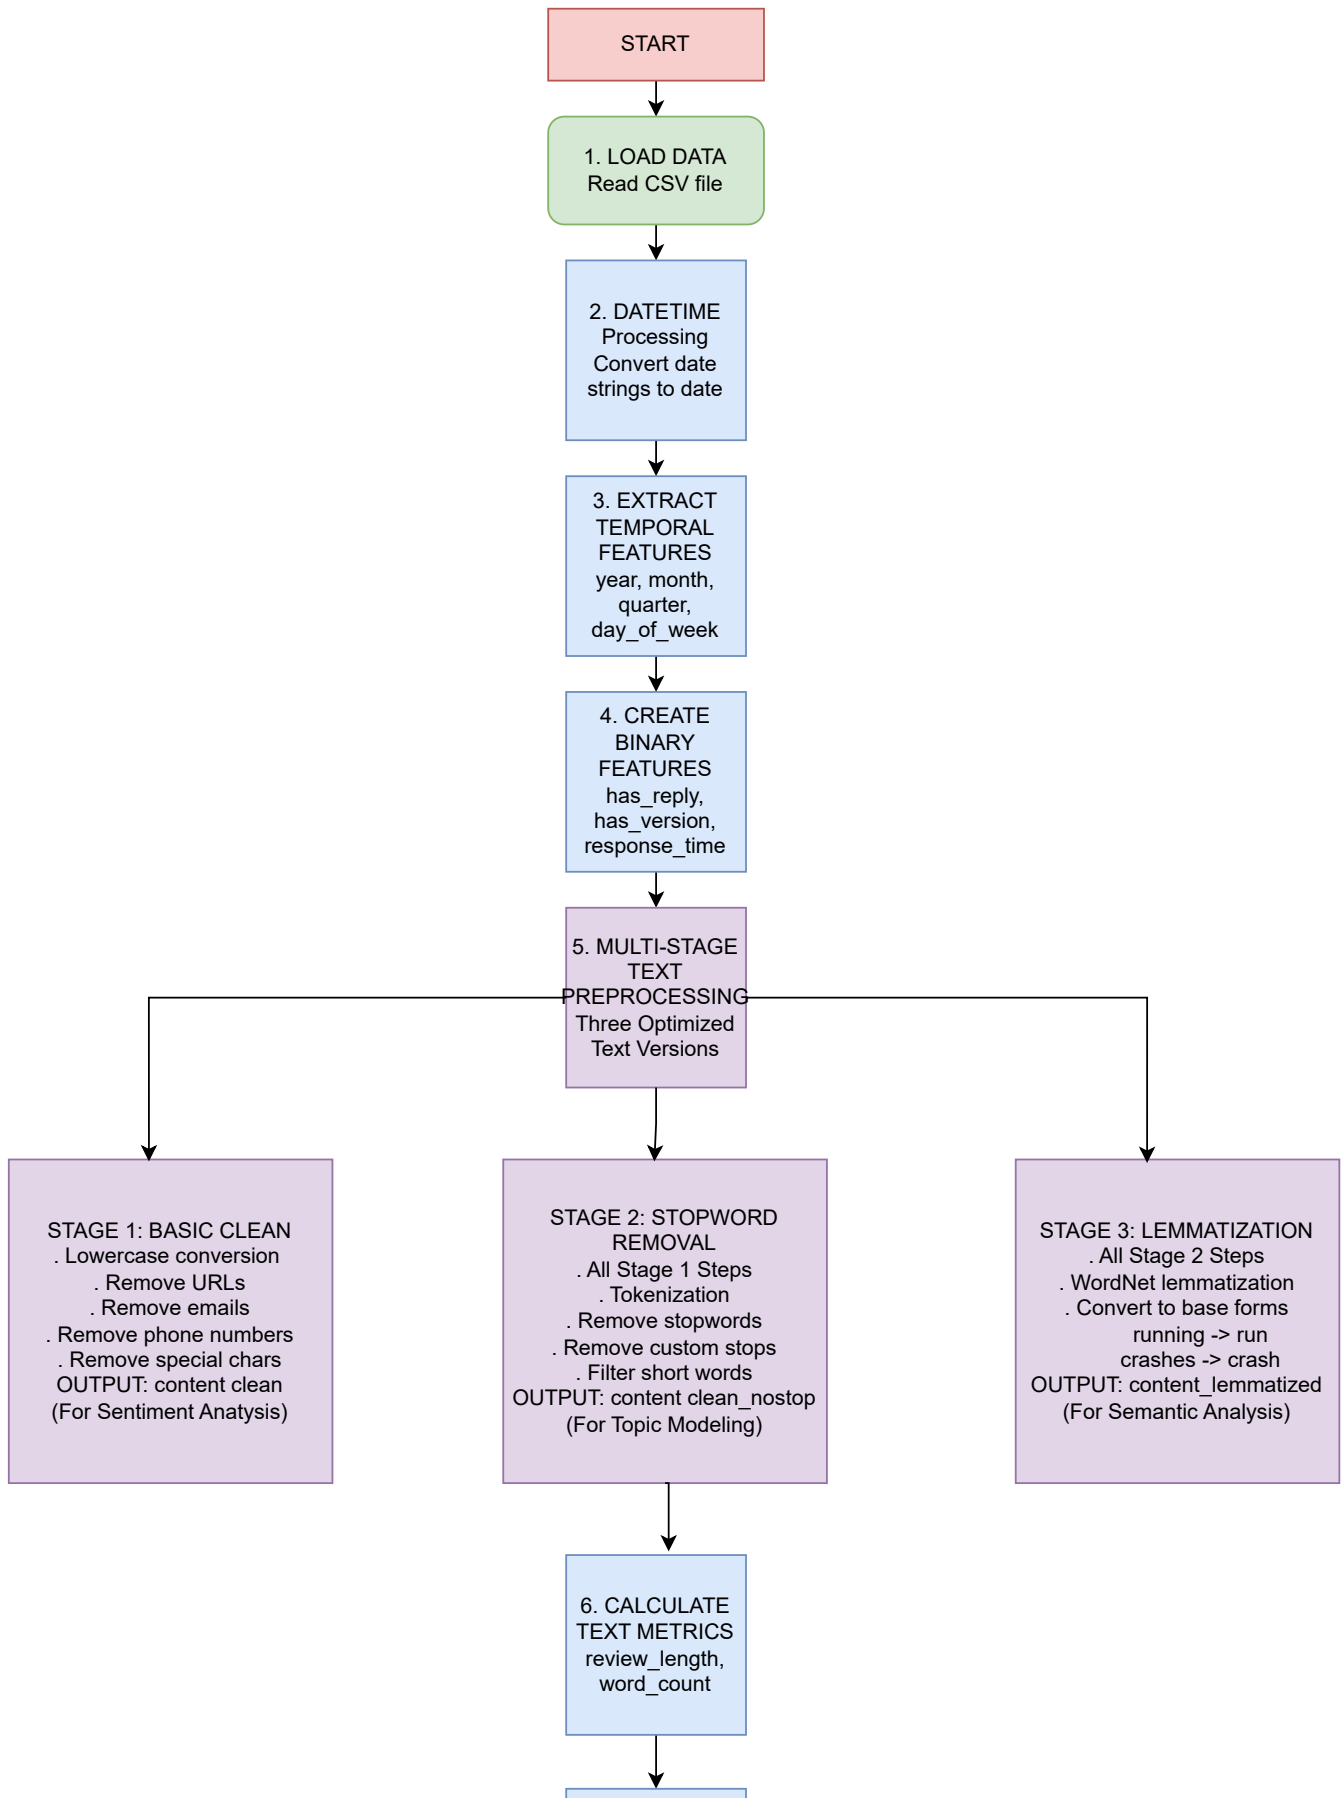 START
1. LOAD DATA
Read CSV file
2. DATETIME
Processing
Convert date
strings to date
3. EXTRACT
TEMPORAL
FEATURES
year, month,
quarter,
day_of_week
4. CREATE
BINARY
FEATURES
has_reply,
has_version,
response_time
5. MULTI-STAGE
TEXT
PREPROCESSING
Three Optimized
Text Versions
STAGE 1: BASIC CLEAN
. Lowercase conversion
. Remove URLs
. Remove emails
. Remove phone numbers
. Remove special chars
OUTPUT: content clean
(For Sentiment Anatysis)
STAGE 2: STOPWORD
REMOVAL
. All Stage 1 Steps
. Tokenization
. Remove stopwords
. Remove custom stops
. Filter short words
OUTPUT: content clean_nostop
(For Topic Modeling)
STAGE 3: LEMMATIZATION
. All Stage 2 Steps
. WordNet lemmatization
. Convert to base forms
running -> run
crashes -> crash
OUTPUT: content_lemmatized
(For Semantic Analysis)
6. CALCULATE
TEXT METRICS
review_length,
word_count